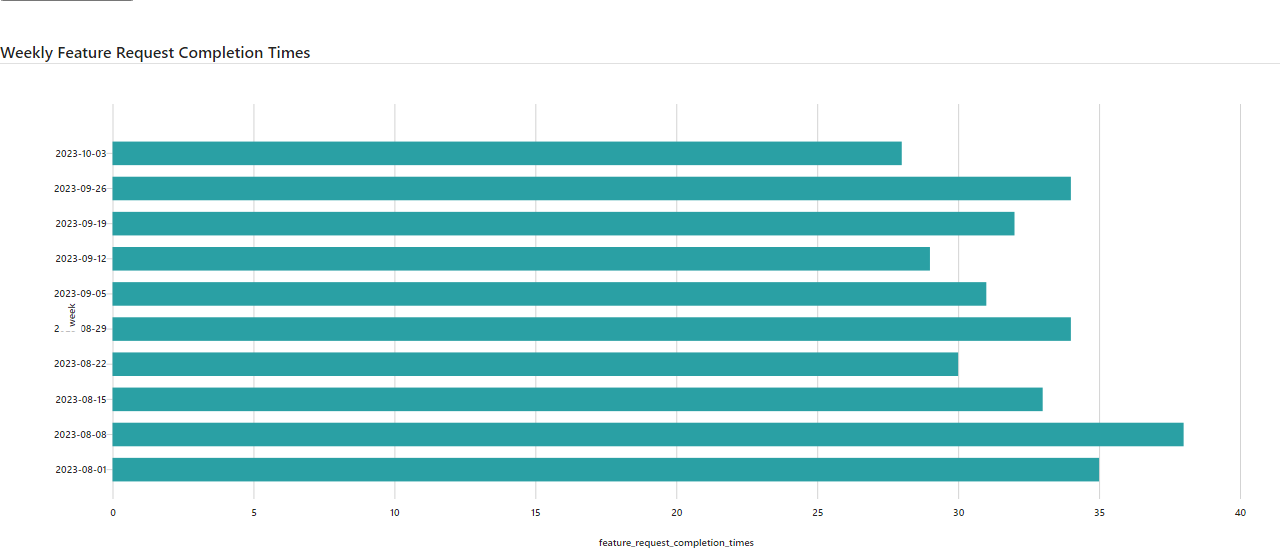 Weekly Feature Request Completion Times
2023-10-03
2023-09-26
2023-09-19
2023-09-12
2023-09-05
week
2 08-29
2023-08-22
2023-08-15
2023-08-08
2023-08-01
0 5 10 15 20 25 30 35 40
feature_request_completion_times